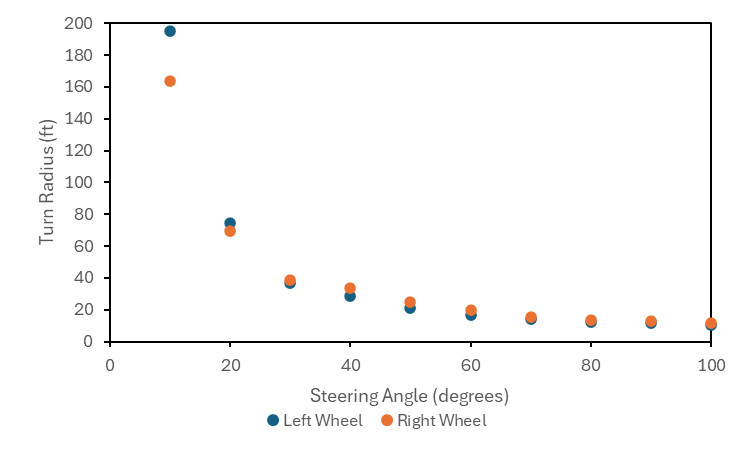 200
180
160
140
120
100
80
60
40
20
0
Turn Radius (ft)
0 20 40 60 80 100
Steering Angle (degrees)
Left Wheel Right Wheel